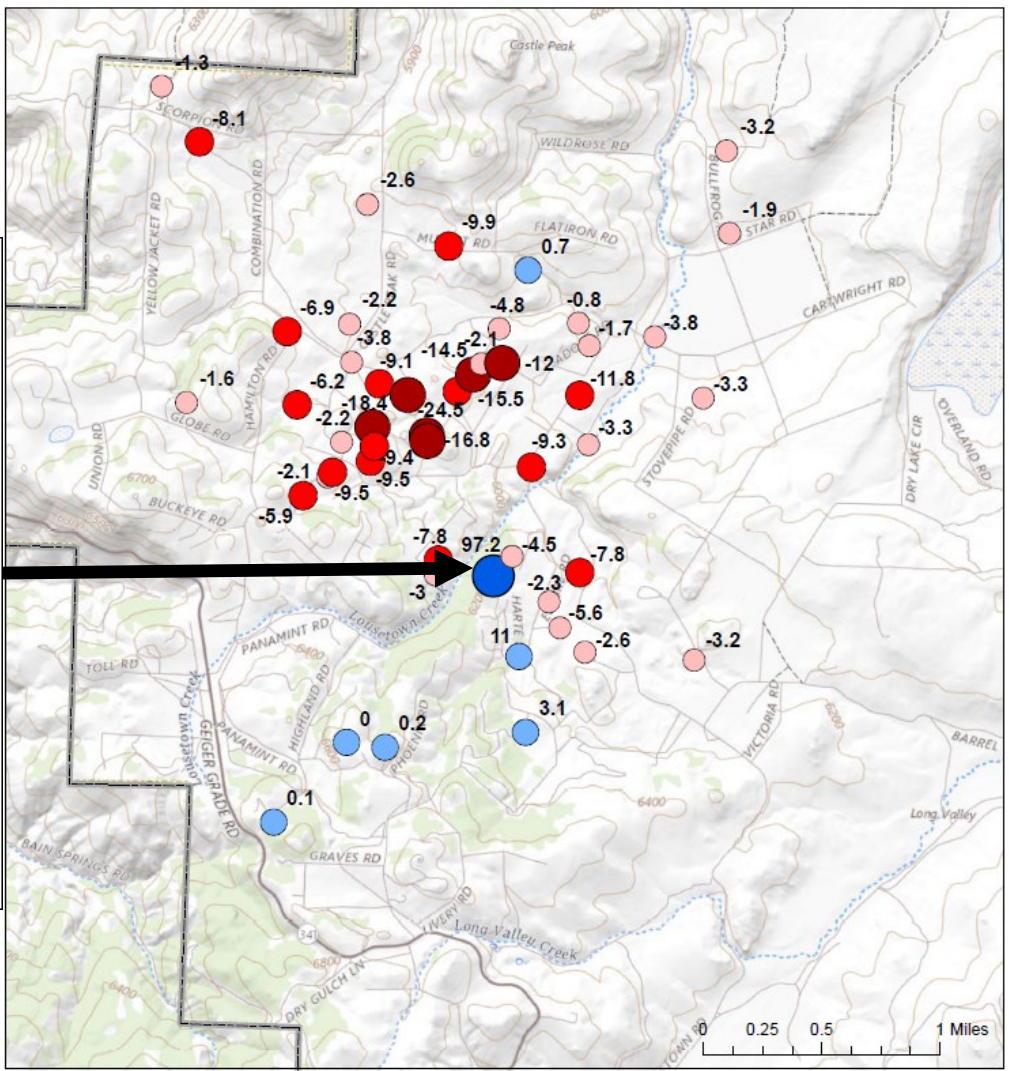 6300
6000
Castle Peak
5900
-1.3
SCORPION RD
-8.1
WILDROSE RD
-3.2
BULLFROG
-2.6
-1.9
STAR RD
-9.9
FLATIRON RD
0.7
YELLOW JACKET RD
COMBINATION RD
CARTWRIGHT RD
-6.9
-2.2
-4.8
-0.8
-3.8
-1.7
-3.8
-9.1
-14.5
-2.1
-12
-1.6
-6.2
-15.5
-11.8
-3.3
GLOBE RD
HAMILTON RD
-18.4
-24.5
-2.2
-16.8
-9.3
-3.3
STOVEPIPE RD
DRY LAKE CIR
OVERLAND RD
UNION RD
6700
-9.4
-2.1
-9.5
-9.5
-5.9
BUCKEYE RD
-7.8
97.2
-4.5
-7.8
-3
-2.3
Lousetown Creek
HARTE
-5.6
PANAMINT RD
6400
11
-2.6
-3.2
TOLL RD
HIGHLAND RD
3.1
VICTORIA RD
6200
0
0.2
Lousetown Creek
GEIGER GRADE RD
PANAMINT RD
PHOENIX RD
BARREL
0.1
6400
Long Valley
BAIN SPRINGS RD
GRAVES RD
LIVERY RD
341
Long Valley Creek
6800
6400
DRY GULCH LN
0 0.25 0.5 1 Miles